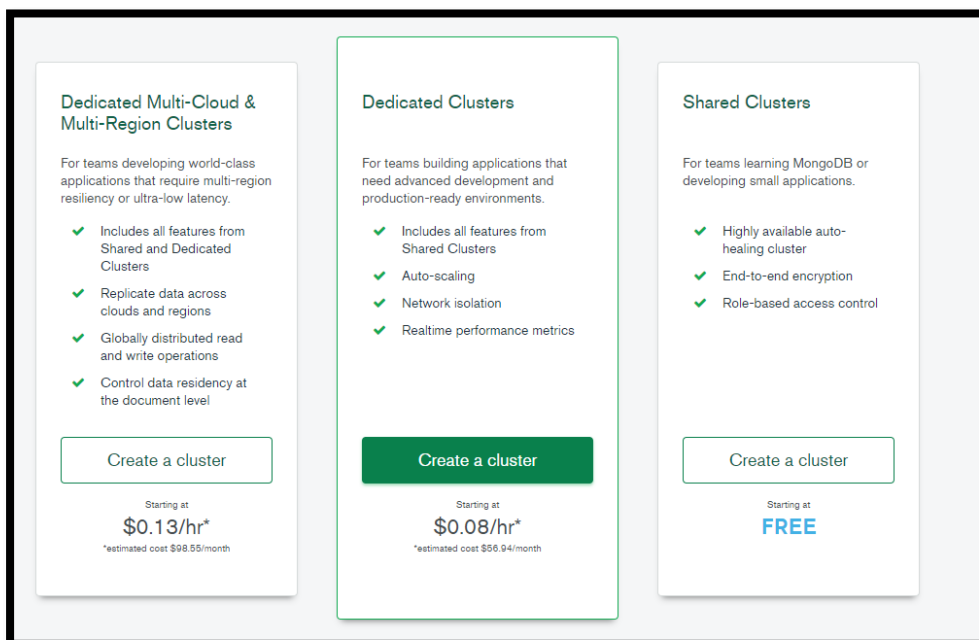 Dedicated Multi-Cloud &
Multi-Region Clusters
For teams developing world-class
applications that require multi-region
resiliency or ultra-low latency.
Includes all features from
Shared and Dedicated
Clusters
Replicate data across
clouds and regions
Globally distributed read
and write operations
Control data residency at
the document level
Create a cluster
Starting at
$0.13/hr*
*estimated cost $98.55/month
Dedicated Clusters
For teams building applications that
need advanced development and
production-ready environments.
Includes all features from
Shared Clusters
Auto-scaling
Network isolation
Realtime performance metrics
Create a cluster
Starting at
$0.08/hr*
*estimated cost $56.94/month
Shared Clusters
For teams learning MongoDB or
developing small applications.
Highly available auto-
healing cluster
End-to-end encryption
Role-based access control
Create a cluster
Starting at
FREE